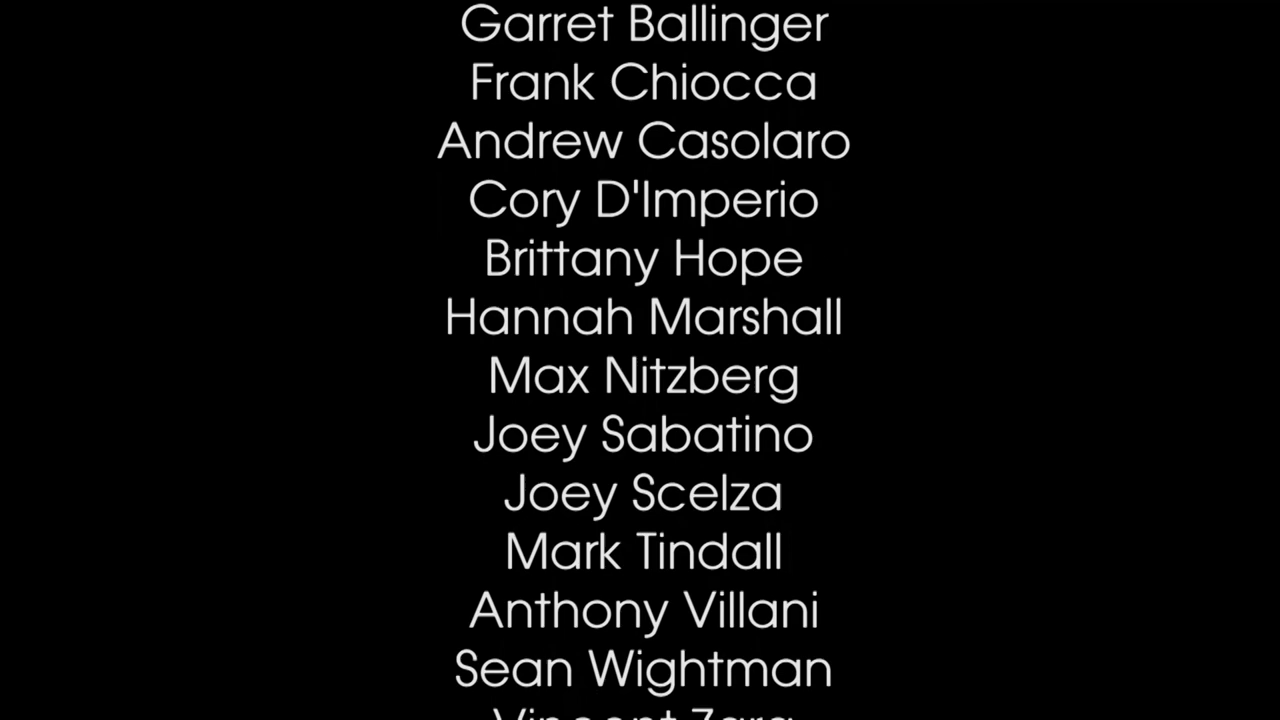 Garret Ballinger
Frank Chiocca
Andrew Casolaro
Cory D'Imperio
Brittany Hope
Hannah Marshall
Max Nitzberg
Joey Sabatino
Joey Scelza
Mark Tindall
Anthony Villani
Sean Wightman
Vincent